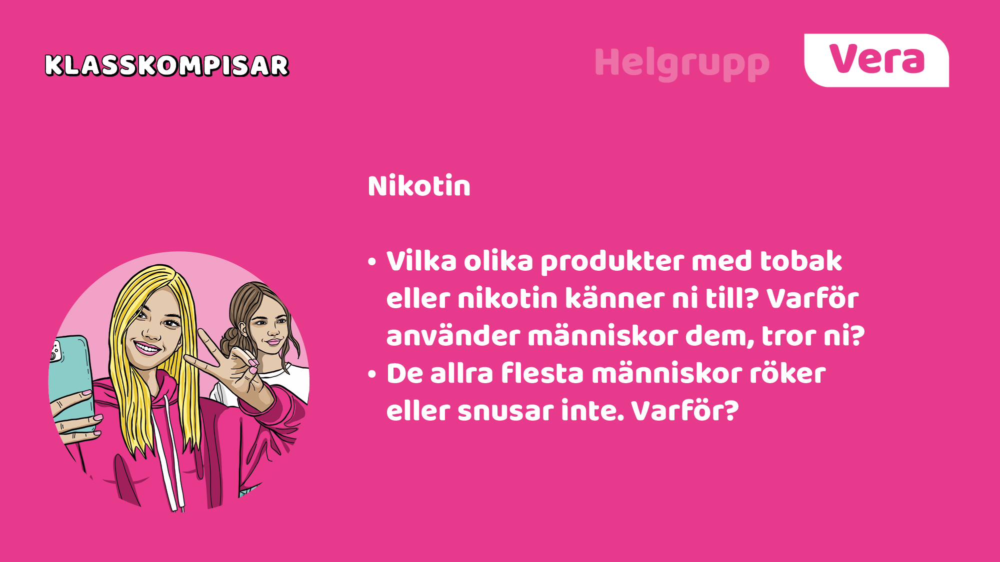 KLASSKOMPISAR
Helgrupp
Vera
Nikotin
• Vilka olika produkter med tobak
eller nikotin känner ni till? Varför
använder människor dem, tror ni?
• De allra flesta människor röker
eller snusar inte. Varför?